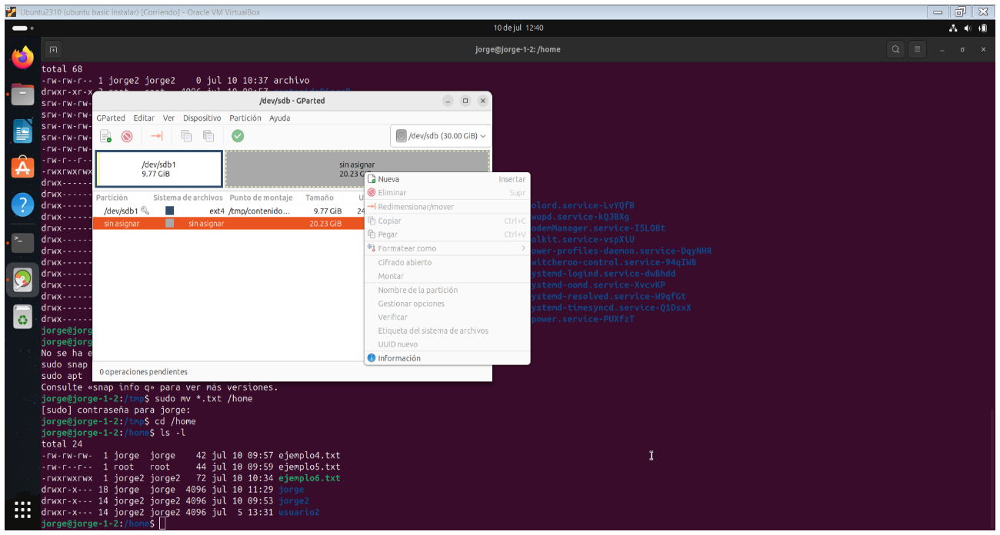 Ubuntu2310 (ubuntu basic instalar) [Corriendo] - Oracle VM VirtualBox
10 de jul 12:40
jorge@jorge-1-2: /home
total 68
-rw-rw-r-- 1 jorge2 jorge2 0 jul 10 10:37 archivo
drwxr-xr-x
srw-rw-rw-
srw-rw-rw-
srw-rw-rw-
srw-rw-rw-
-rw-rw-rw-
-rw-r--r--
-rwxrwxrwx
drwx------
drwx------
drwx------ olord.service-LvYQfB
drwx------ wupd.service-kQJBXg
drwx------ odemManager.service-I5LO8t
drwx------ olkit.service-vspXiU
drwx------ ower-profiles-daemon.service-DqyNHR
drwx------ witcheroo-control.service-94qIWB
drwx------ ystemd-logind.service-dwBhdd
drwx------ ystemd-oomd.service-XvcvKP
drwx------ ystemd-resolved.service-W9qfGt
drwx------ ystemd-timesyncd.service-Q1DsxX
drwx------ power.service-PUXfzT
jorge@jorg
jorge@jorg
No se ha e
sudo snap
sudo apt
Consulte «snap info q» para ver más versiones.
jorge@jorge-1-2:/tmp$ sudo mv *.txt /home
[sudo] contraseña para jorge:
jorge@jorge-1-2:/tmp$ cd /home
jorge@jorge-1-2:/home$ ls -l
total 24
-rw-rw-rw- 1 jorge jorge 42 jul 10 09:57 ejemplo4.txt
-rw-r--r-- 1 root root 44 jul 10 09:59 ejemplo5.txt
-rwxrwxrwx 1 jorge2 jorge2 72 jul 10 10:34 ejemplo6.txt
drwxr-x--- 18 jorge jorge 4096 jul 10 11:29 jorge
drwxr-x--- 14 jorge2 jorge2 4096 jul 10 09:53 jorge2
drwxr-x--- 14 jorge2 jorge2 4096 jul 5 13:31 usuario2
jorge@jorge-1-2:/home$
/dev/sdb - GParted
GParted Editar Ver Dispositivo Partición Ayuda
/dev/sdb (30.00 GiB)
/dev/sdb1
9.77 GiB
sin asignar
20.23 G
Partición Sistema de archivos Punto de montaje Tamaño U
/dev/sdb1 ext4 /tmp/contenido... 9.77 GiB 24
sin asignar sin asignar 20.23 GiB
0 operaciones pendientes
Nueva Insertar
Eliminar Supr
Redimensionar/mover
Copiar Ctrl+C
Pegar Ctrl+V
Formatear como
Cifrado abierto
Montar
Nombre de la partición
Gestionar opciones
Verificar
Etiqueta del sistema de archivos
UUID nuevo
Información